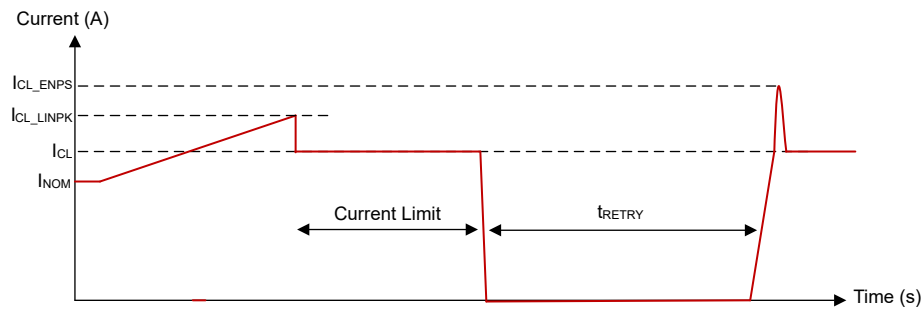 Current (A)
ICL_ENPS
ICL_LINPK
ICL
INOM
Current Limit
tRETRY
Time (s)